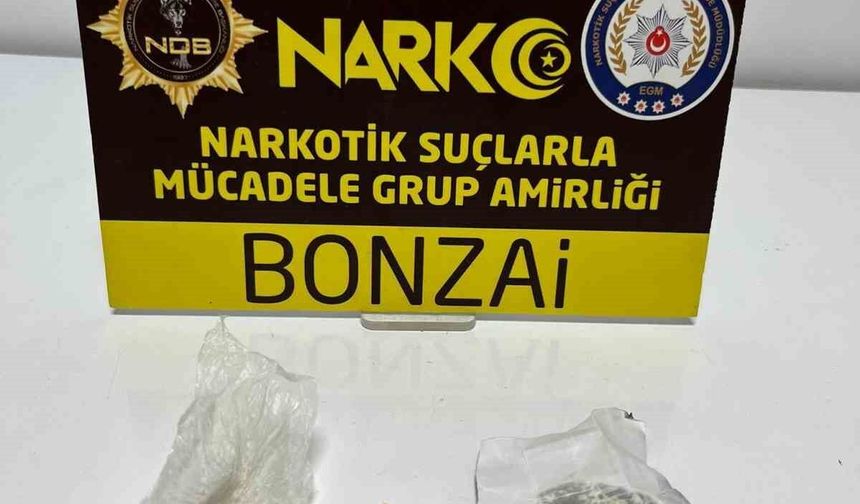 NDB
NARKO
EGM
NARKOTİK SUÇLARLA
MÜCADELE GRUP AMİRLİĞİ
BONZAİ